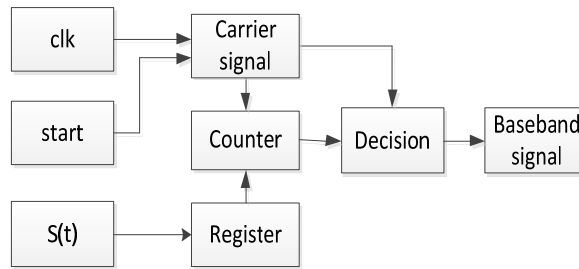 clk
Carrier
signal
start
Counter
Decision
Baseband
signal
S(t)
Register